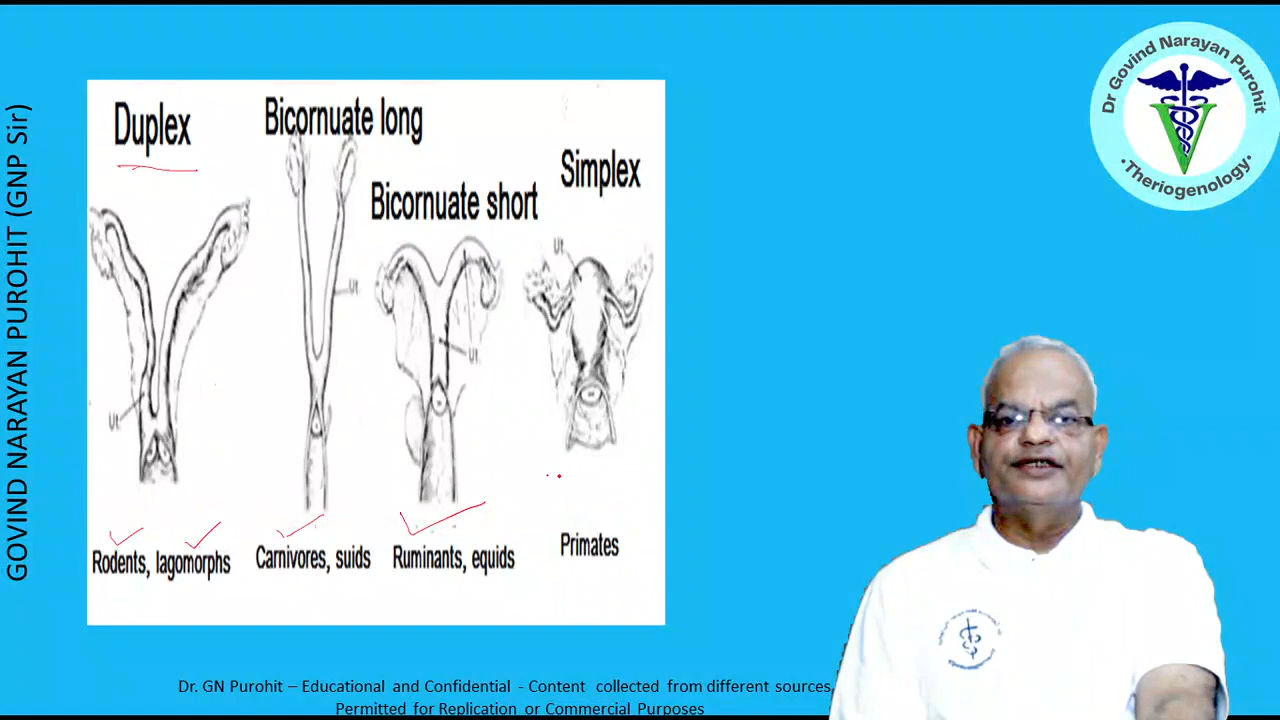 GOVIND NARAYAN PUROHIT (GNP Sir)
Duplex
Bicornuate long
Bicornuate short
Simplex
Ut
Ut
Ut
Ut
Rodents, lagomorphs
Carnivores, suids
Ruminants, equids
Primates
Dr Govind Narayan Purohit
V
• Theriogenology •
Dr. GN Purohit – Educational and Confidential - Content collected from different sources
Permitted for Replication or Commercial Purposes